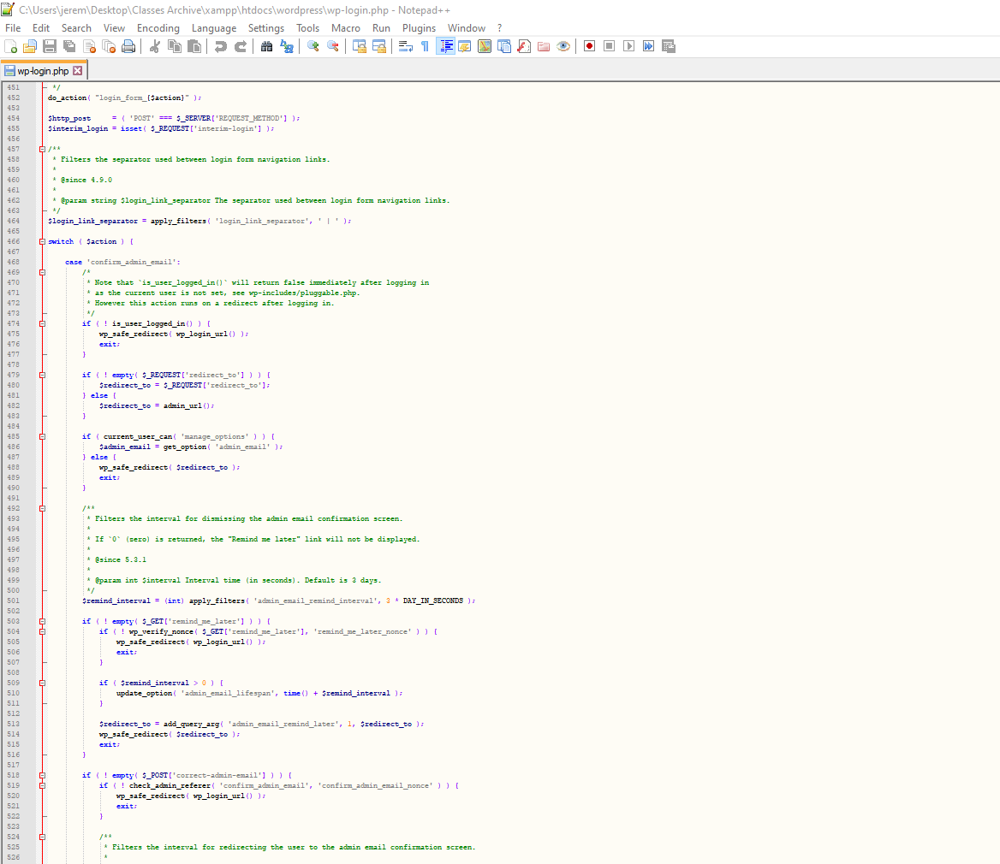 C:\Users\jerem\Desktop\Classes Archive\xampp\htdocs\wordpress\wp-login.php - Notepad++
File Edit Search View Encoding Language Settings Tools Macro Run Plugins Window ?
wp-login.php
451 */
452 do_action( "login_form_{$action}" );
453
454 $http_post     = ( 'POST' === $_SERVER['REQUEST_METHOD'] );
455 $interim_login = isset( $_REQUEST['interim-login'] );
456
457 /**
458 * Filters the separator used between login form navigation links.
459 *
460 * @since 4.9.0
461 *
462 * @param string $login_link_separator The separator used between login form navigation links.
463 */
464 $login_link_separator = apply_filters( 'login_link_separator', ' | ' );
465
466 switch ( $action ) {
467
468 case 'confirm_admin_email':
469 /*
470 * Note that `is_user_logged_in()` will return false immediately after logging in
471 * as the current user is not set, see wp-includes/pluggable.php.
472 * However this action runs on a redirect after logging in.
473 */
474 if ( ! is_user_logged_in() ) {
475 wp_safe_redirect( wp_login_url() );
476 exit;
477 }
478
479 if ( ! empty( $_REQUEST['redirect_to'] ) ) {
480 $redirect_to = $_REQUEST['redirect_to'];
481 } else {
482 $redirect_to = admin_url();
483 }
484
485 if ( current_user_can( 'manage_options' ) ) {
486 $admin_email = get_option( 'admin_email' );
487 } else {
488 wp_safe_redirect( $redirect_to );
489 exit;
490 }
491
492 /**
493 * Filters the interval for dismissing the admin email confirmation screen.
494 *
495 * If `0` (zero) is returned, the "Remind me later" link will not be displayed.
496 *
497 * @since 5.3.1
498 *
499 * @param int $interval Interval time (in seconds). Default is 3 days.
500 */
501 $remind_interval = (int) apply_filters( 'admin_email_remind_interval', 3 * DAY_IN_SECONDS );
502
503 if ( ! empty( $_GET['remind_me_later'] ) ) {
504 if ( ! wp_verify_nonce( $_GET['remind_me_later'], 'remind_me_later_nonce' ) ) {
505 wp_safe_redirect( wp_login_url() );
506 exit;
507 }
508
509 if ( $remind_interval > 0 ) {
510 update_option( 'admin_email_lifespan', time() + $remind_interval );
511 }
512
513 $redirect_to = add_query_arg( 'admin_email_remind_later', 1, $redirect_to );
514 wp_safe_redirect( $redirect_to );
515 exit;
516 }
517
518 if ( ! empty( $_POST['correct-admin-email'] ) ) {
519 if ( ! check_admin_referer( 'confirm_admin_email', 'confirm_admin_email_nonce' ) ) {
520 wp_safe_redirect( wp_login_url() );
521 exit;
522 }
523
524 /**
525 * Filters the interval for redirecting the user to the admin email confirmation screen.
526 *